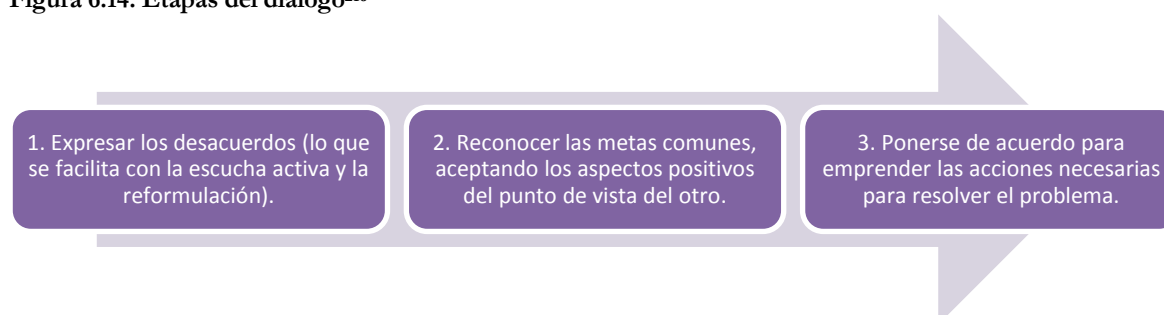 Figura 6.14. Etapas del diálogo
1. Expresar los desacuerdos (lo que
se facilita con la escucha activa y la
reformulación).
2. Reconocer las metas comunes,
aceptando los aspectos positivos
del punto de vista del otro.
3. Ponerse de acuerdo para
emprender las acciones necesarias
para resolver el problema.